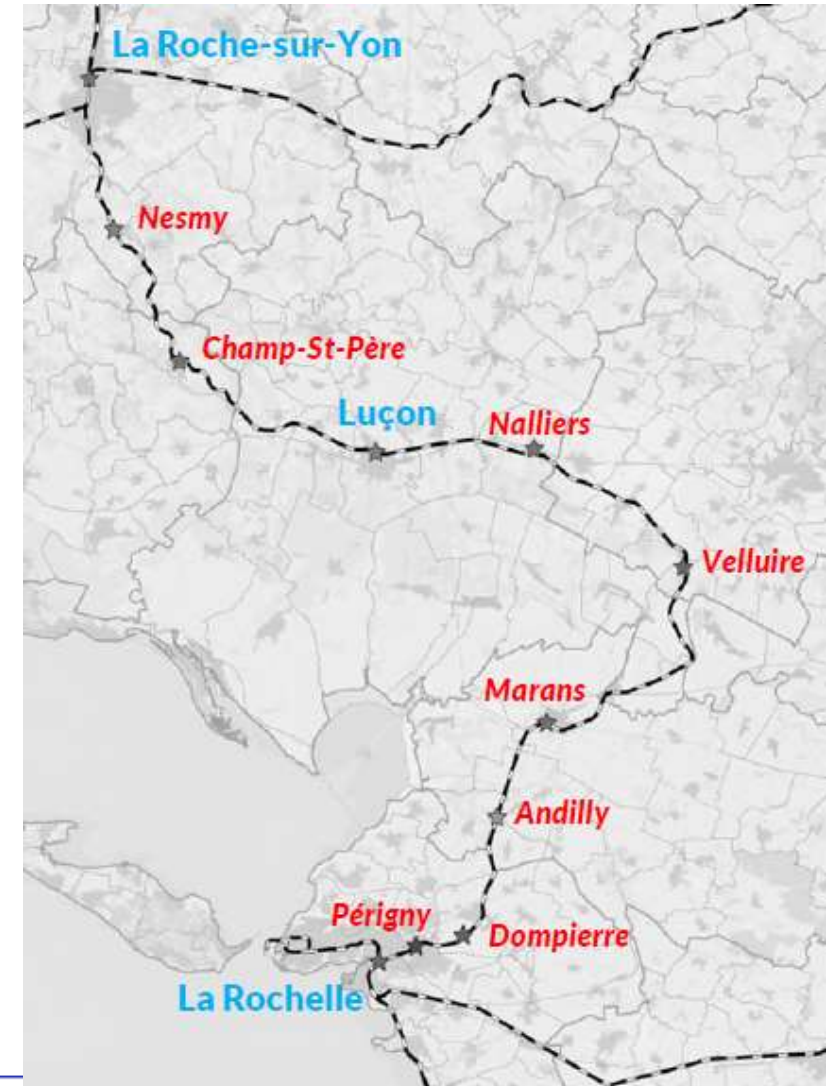 La Roche-sur-Yon
Nesmy
Champ-St-Père
Luçon
Nalliers
Velluire
Marans
Andilly
Périgny
Dompierre
La Rochelle